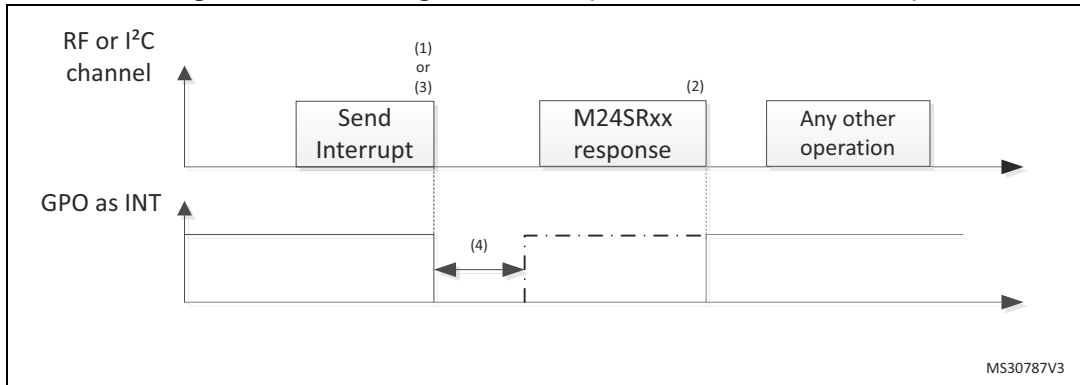 RF or I²C
channel
(1)
or
(3)
(2)
Send
Interrupt
M24SRxx
response
Any other
operation
GPO as INT
(4)
MS30787V3